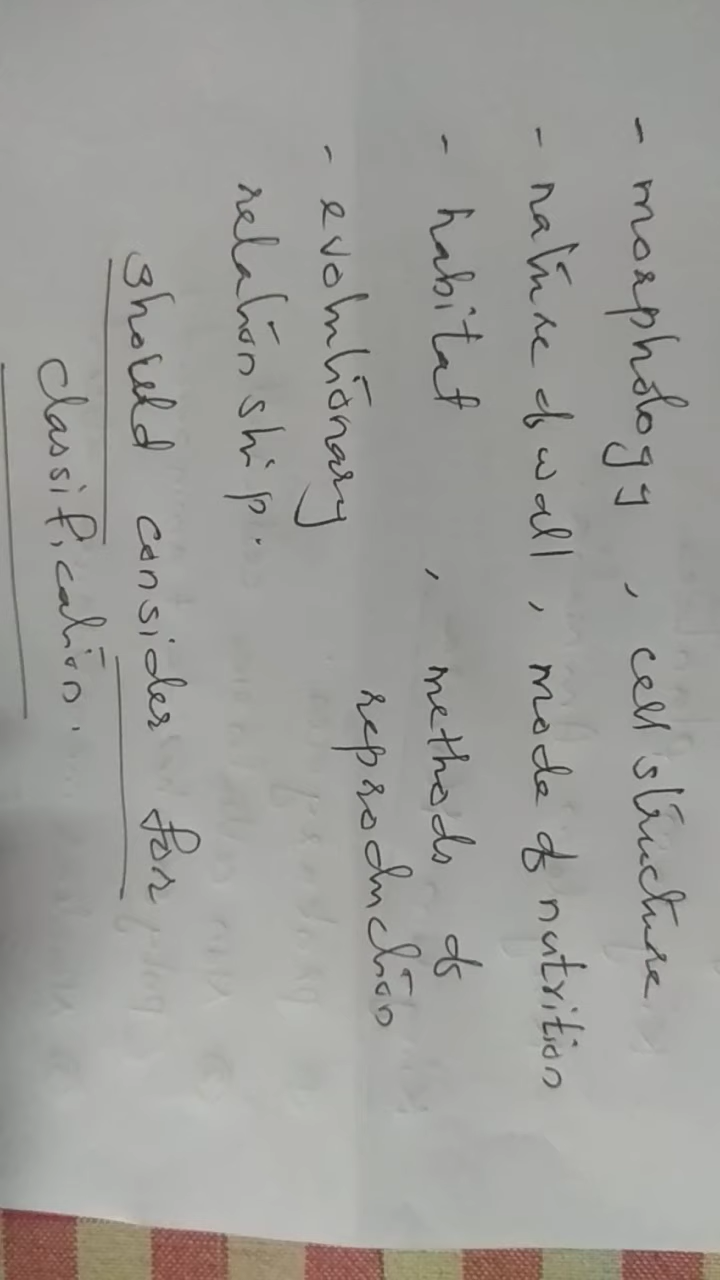 - morphology , cell structure
- nature of wall , mode of nutrition
- habitat , methods of
reproduction
- evolutionary
relationship.
should consider for
classification.